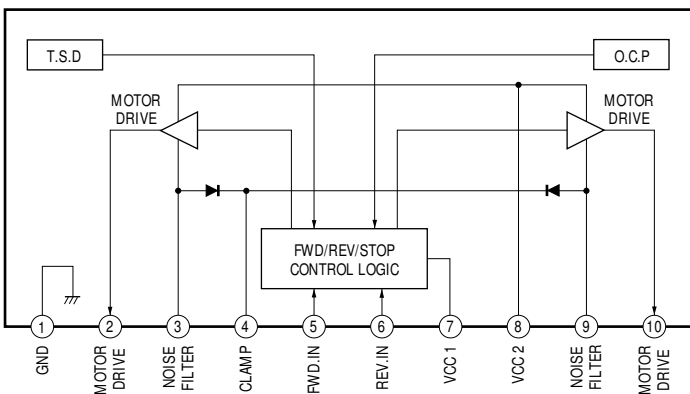 T.S.D
O.C.P
MOTOR
DRIVE
MOTOR
DRIVE
FWD/REV/STOP
CONTROL LOGIC
1
2
3
4
5
6
7
8
9
10
GND
MOTOR
DRIVE
NOISE
FILTER
CLAMP
FWD.IN
REV.IN
VCC 1
VCC 2
NOISE
FILTER
MOTOR
DRIVE